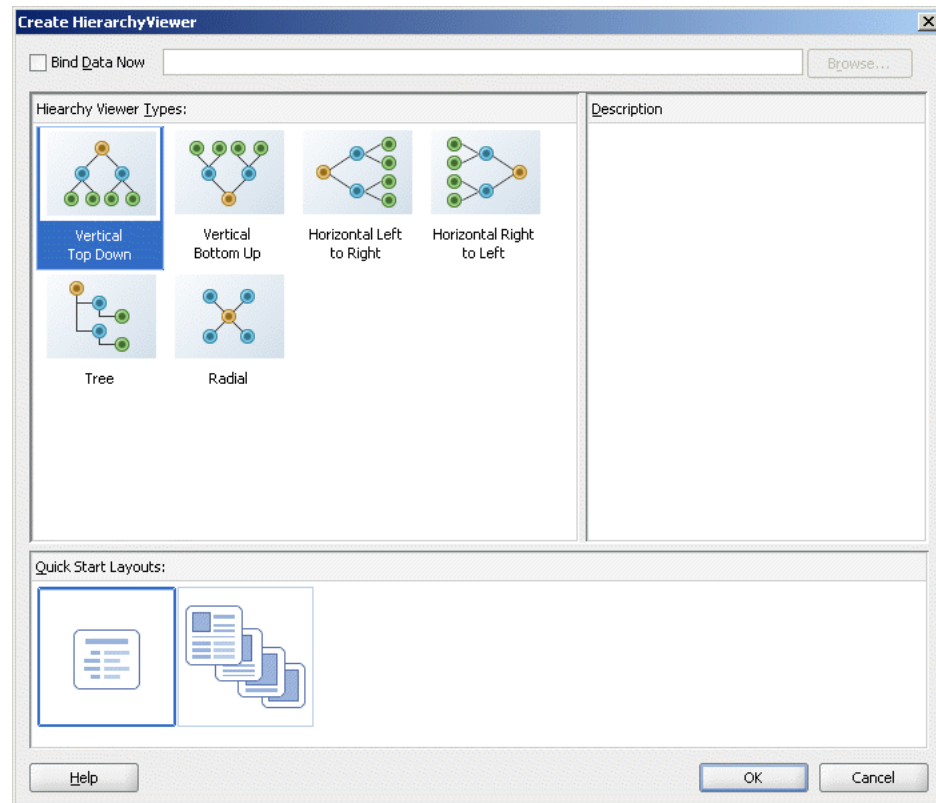 Create HierarchyViewer
Bind Data Now
Browse...
Hiearchy Viewer Types:
Description
Vertical
Top Down
Vertical
Bottom Up
Horizontal Left
to Right
Horizontal Right
to Left
Tree
Radial
Quick Start Layouts:
Help
OK
Cancel